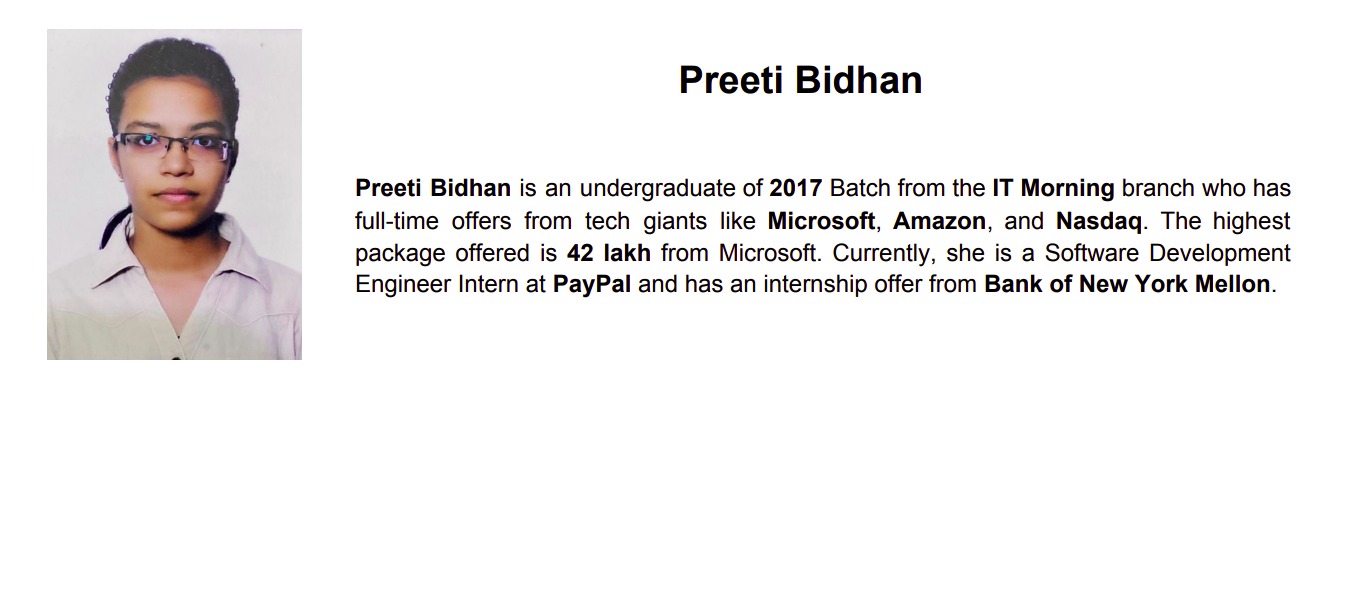 Preeti Bidhan
Preeti Bidhan is an undergraduate of 2017 Batch from the IT Morning branch who has
full-time offers from tech giants like Microsoft, Amazon, and Nasdaq. The highest
package offered is 42 lakh from Microsoft. Currently, she is a Software Development
Engineer Intern at PayPal and has an internship offer from Bank of New York Mellon.